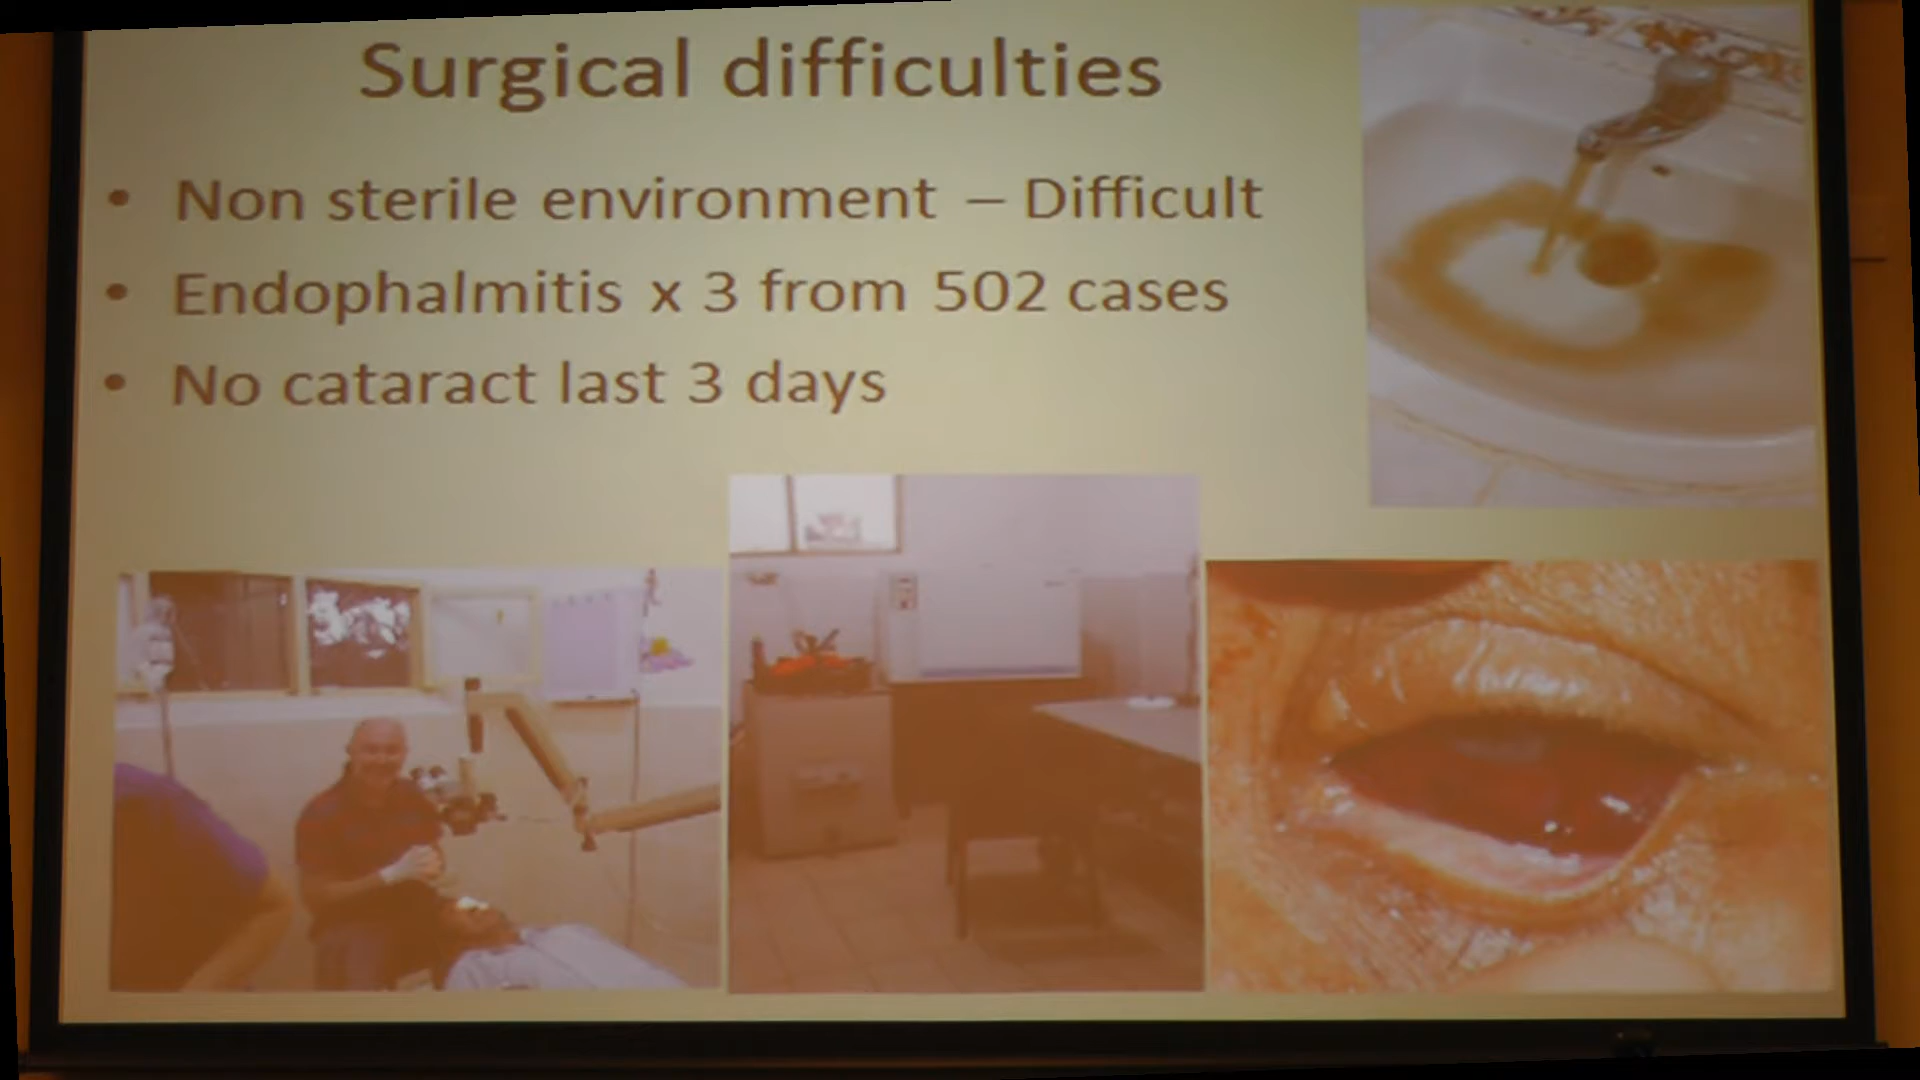 Surgical difficulties
• Non sterile environment – Difficult
• Endophalmitis x 3 from 502 cases
• No cataract last 3 days